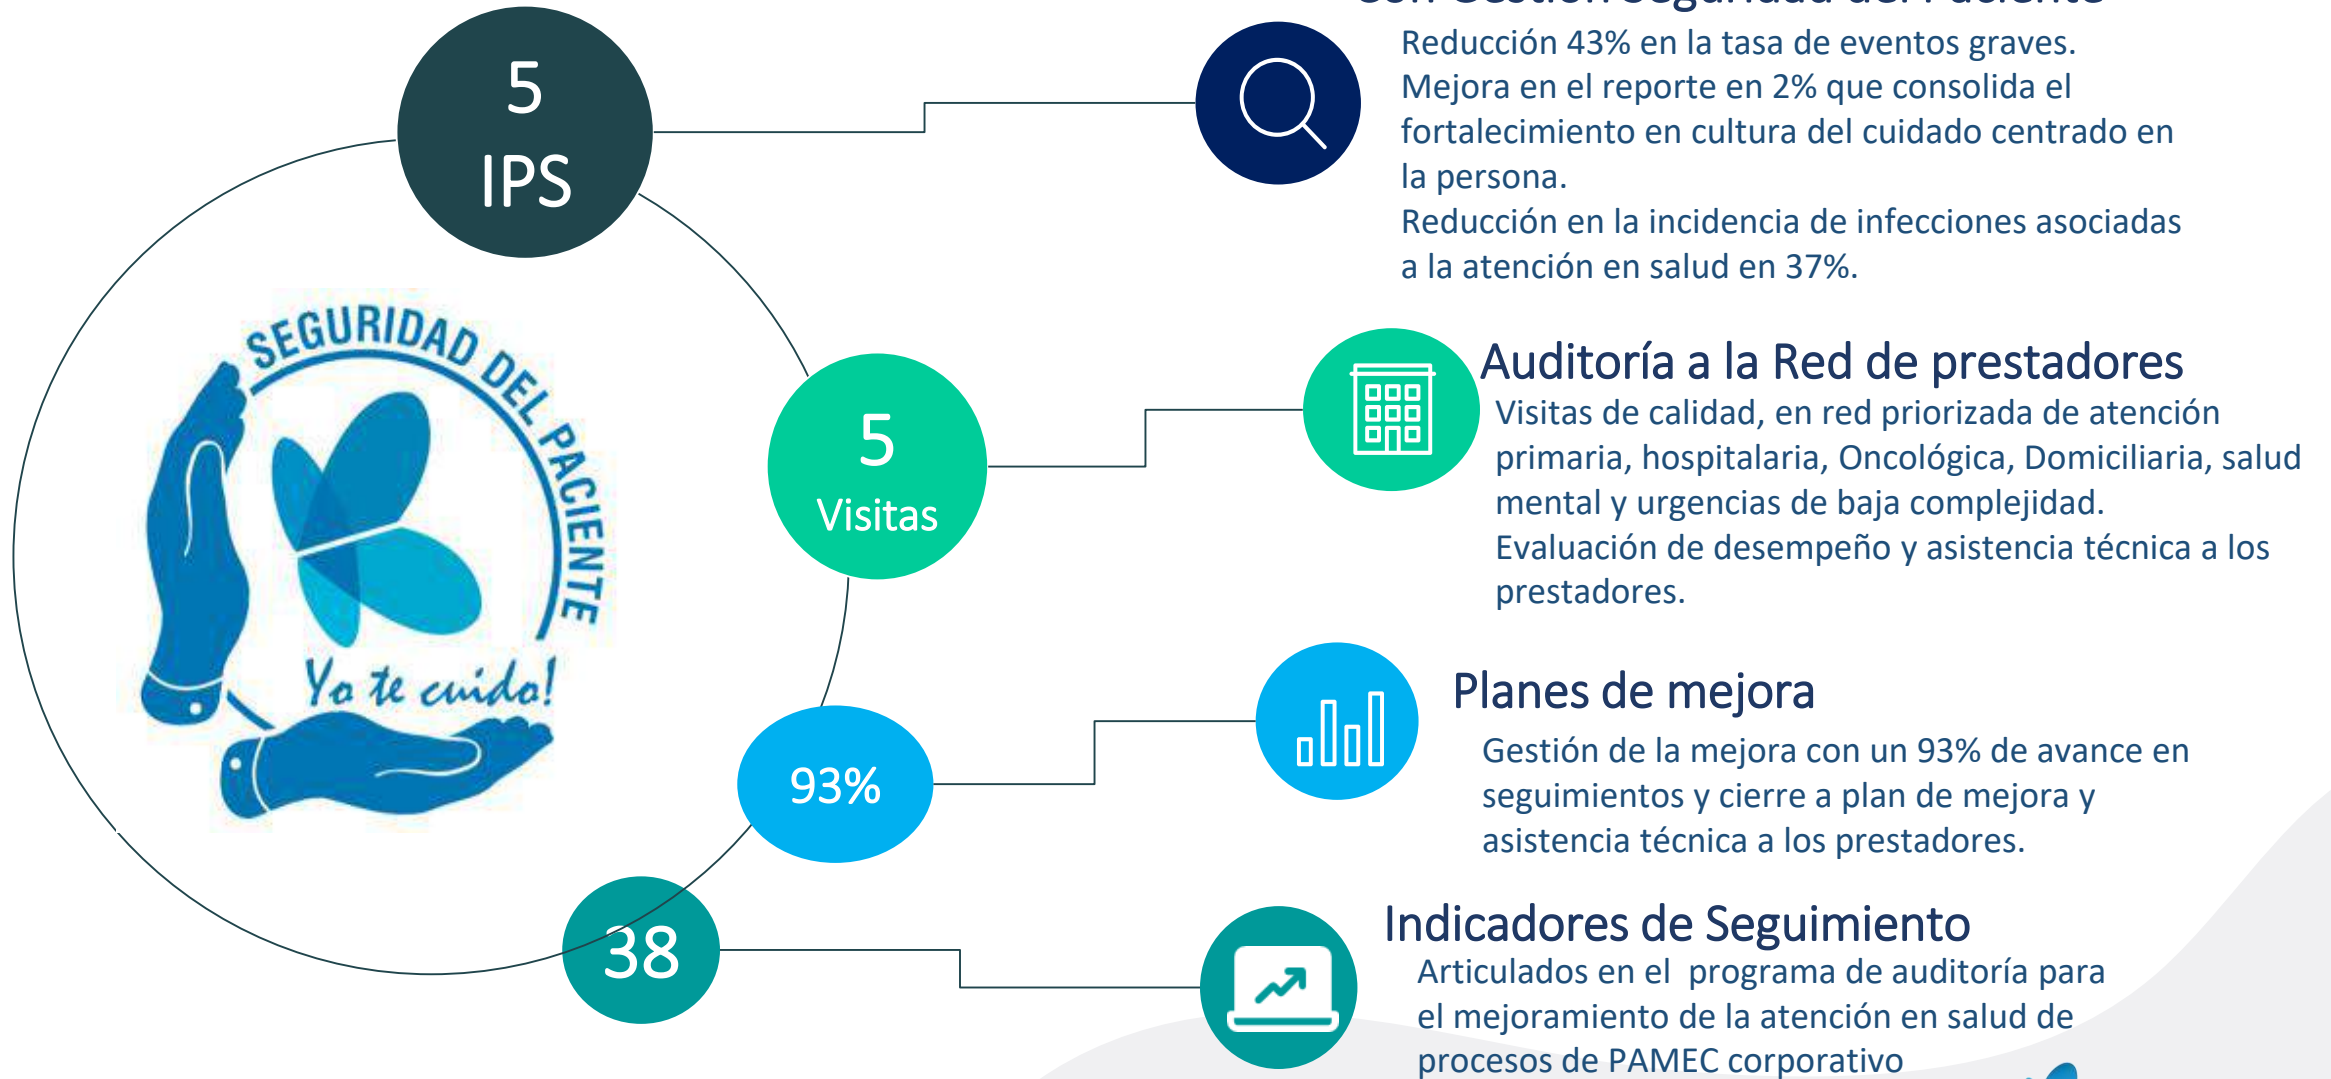 con Gestión Seguridad del Paciente
5
IPS
Reducción 43% en la tasa de eventos graves.
Mejora en el reporte en 2% que consolida el
fortalecimiento en cultura del cuidado centrado en
la persona.
Reducción en la incidencia de infecciones asociadas
a la atención en salud en 37%.
SEGURIDAD DEL PACIENTE
Yo te cuido!
5
Visitas
Auditoría a la Red de prestadores
Visitas de calidad, en red priorizada de atención
primaria, hospitalaria, Oncológica, Domiciliaria, salud
mental y urgencias de baja complejidad.
Evaluación de desempeño y asistencia técnica a los
prestadores.
93%
Planes de mejora
Gestión de la mejora con un 93% de avance en
seguimientos y cierre a plan de mejora y
asistencia técnica a los prestadores.
38
Indicadores de Seguimiento
Articulados en el  programa de auditoría para
el mejoramiento de la atención en salud de
procesos de PAMEC corporativo